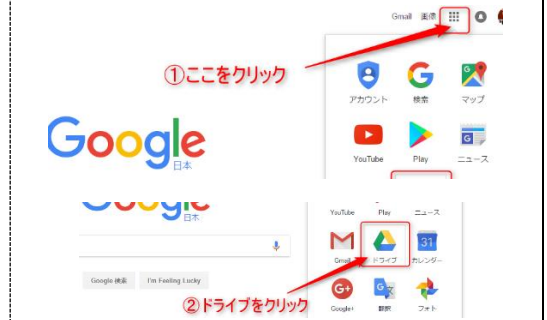 Gmail 画像
①ここをクリック
アカウント 検索 マップ
Google
日本
YouTube Play ニュース
Google
日本
YouTube Play ニュース
31
Gmail ドライブ カレンダー
Google 検索 I'm Feeling Lucky
G+
②ドライブをクリック
Google+ 翻訳 フォト